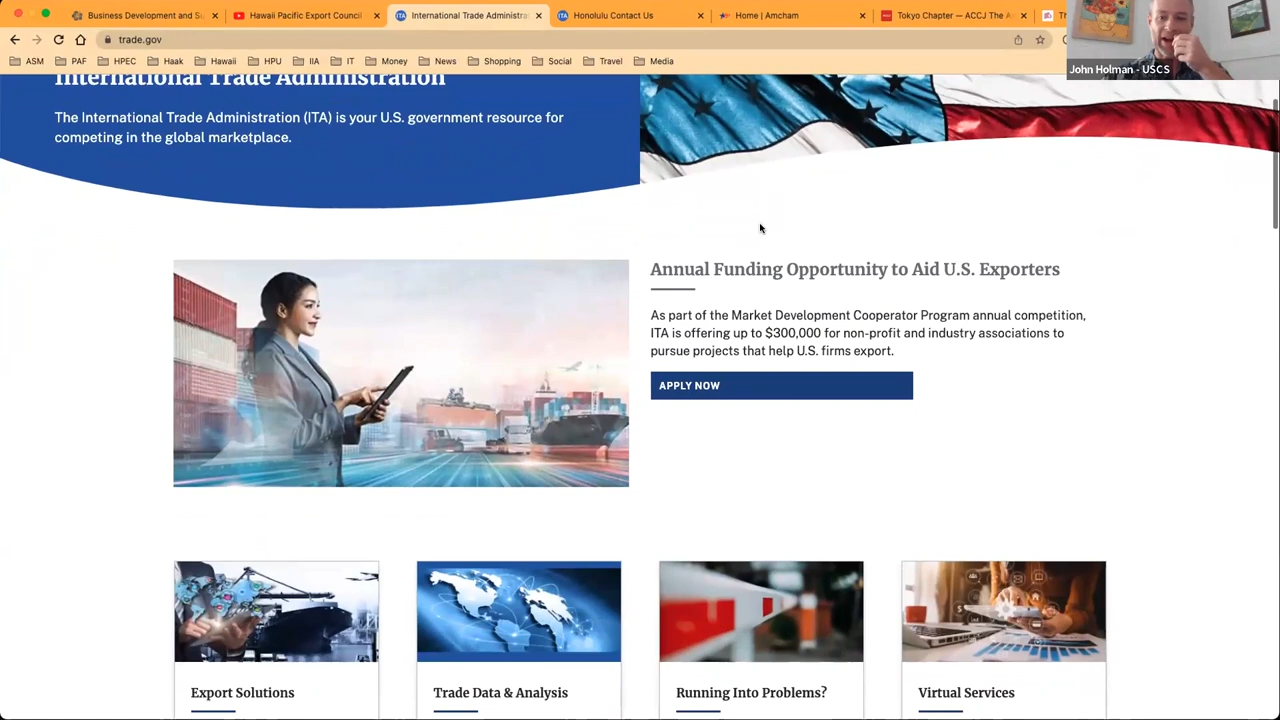 Business Development and S
Hawaii Pacific Export Council
International Trade Administra
Honolulu Contact Us
Home | Amcham
Tokyo Chapter — ACCJ The A
Th
trade.gov
ASM
PAF
HPEC
Haak
Hawaii
HPU
IIA
IT
Money
News
Shopping
Social
Travel
Media
John Holman - USCS
International Trade Administration
The International Trade Administration (ITA) is your U.S. government resource for
competing in the global marketplace.
Annual Funding Opportunity to Aid U.S. Exporters
As part of the Market Development Cooperator Program annual competition,
ITA is offering up to $300,000 for non-profit and industry associations to
pursue projects that help U.S. firms export.
APPLY NOW
Export Solutions
Trade Data & Analysis
Running Into Problems?
Virtual Services